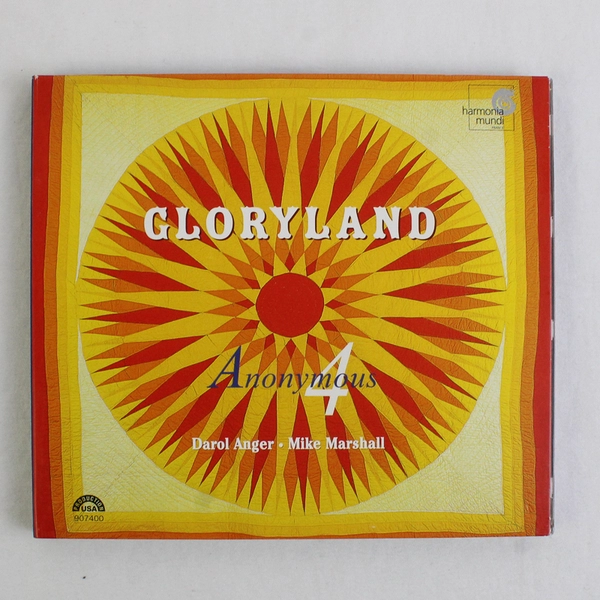 harmonia
mundi
GLORYLAND
Anonymous
4
Darol Anger • Mike Marshall
PRODUCTION
USA
907400